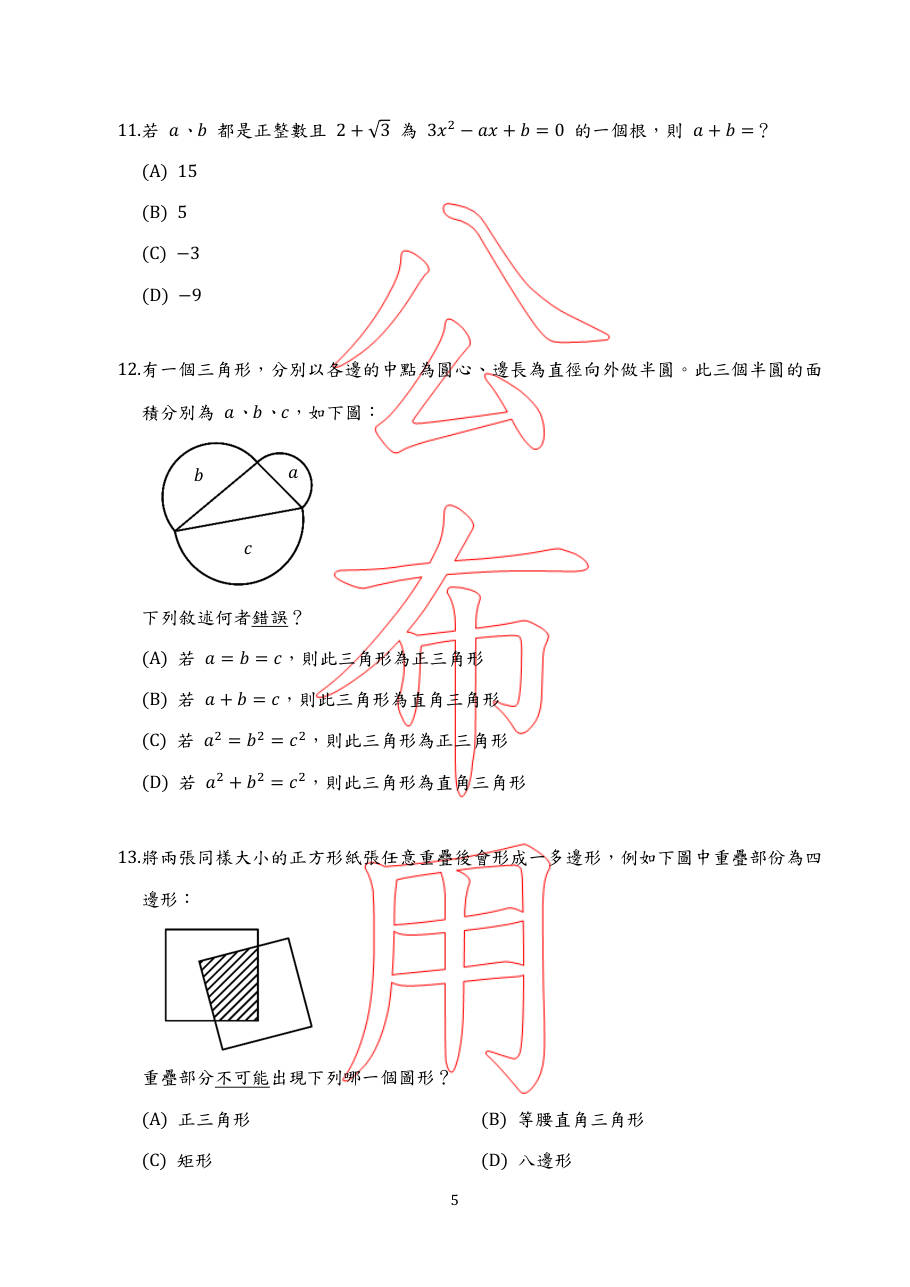 11.若 a、b 都是正整數且 2 + √3 為 3x² − ax + b = 0 的一個根，則 a + b =？
(A) 15
(B) 5
(C) −3
(D) −9
12.有一個三角形，分別以各邊的中點為圓心、邊長為直徑向外做半圓。此三個半圓的面
積分別為 a、b、c，如下圖：
b a
c
下列敘述何者錯誤？
(A) 若 a = b = c，則此三角形為正三角形
(B) 若 a + b = c，則此三角形為直角三角形
(C) 若 a² = b² = c²，則此三角形為正三角形
(D) 若 a² + b² = c²，則此三角形為直角三角形
13.將兩張同樣大小的正方形紙張任意重疊後會形成一多邊形，例如下圖中重疊部份為四
邊形：
重疊部分不可能出現下列哪一個圖形？
(A) 正三角形 (B) 等腰直角三角形
(C) 矩形 (D) 八邊形
5
公
布
用